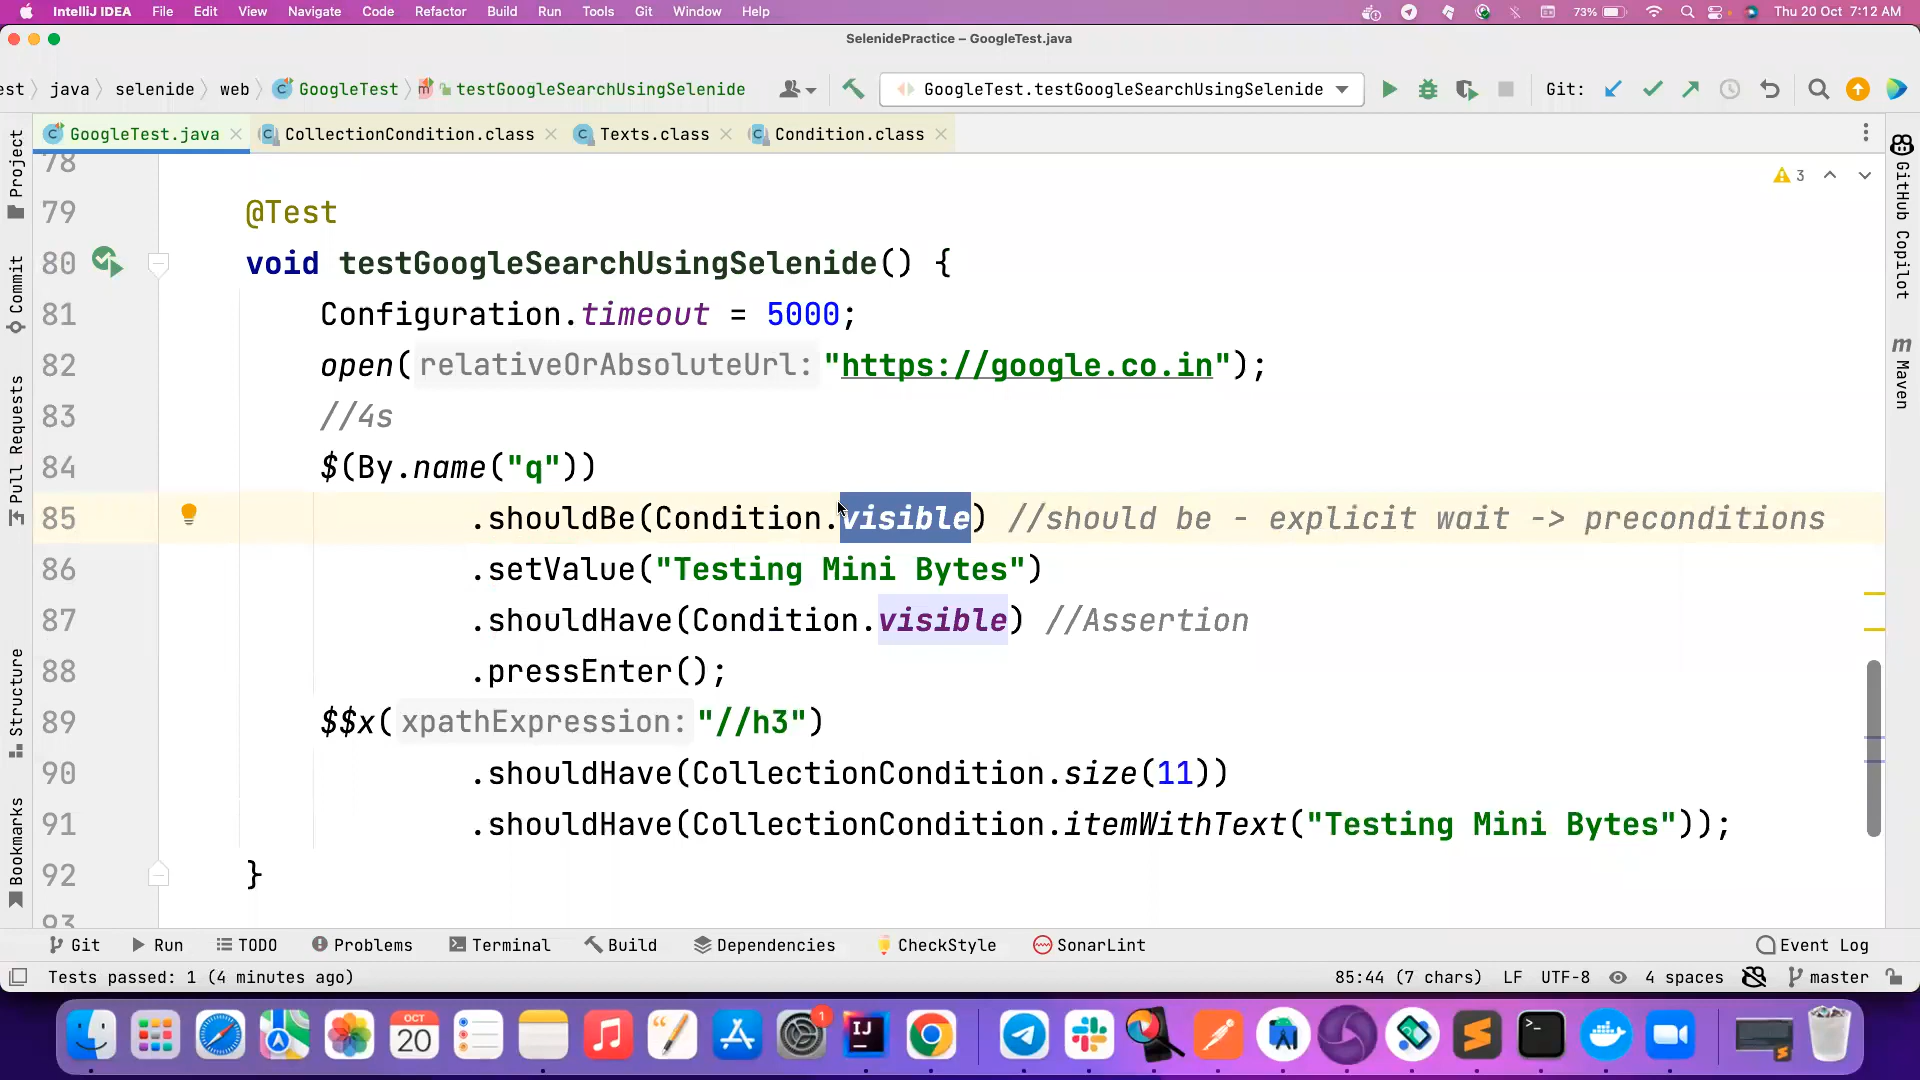 IntelliJ IDEA File Edit View Navigate Code Refactor Build Run Tools Git Window Help 73% Thu 20 Oct 7:12 AM
SelenidePractice – GoogleTest.java
est java selenide web GoogleTest testGoogleSearchUsingSelenide GoogleTest.testGoogleSearchUsingSelenide Git:
GoogleTest.java CollectionCondition.class Texts.class Condition.class
78
3
79 @Test
80 void testGoogleSearchUsingSelenide() {
81 Configuration.timeout = 5000;
82 open( relativeOrAbsoluteUrl: "https://google.co.in");
83 //4s
84 $(By.name("q"))
85 .shouldBe(Condition.visible) //should be - explicit wait -> preconditions
86 .setValue("Testing Mini Bytes")
87 .shouldHave(Condition.visible) //Assertion
88 .pressEnter();
89 $$x( xpathExpression: "//h3")
90 .shouldHave(CollectionCondition.size(11))
91 .shouldHave(CollectionCondition.itemWithText("Testing Mini Bytes"));
92 }
93
Project
Commit
Pull Requests
Structure
Bookmarks
GitHub Copilot
m
Maven
Git Run TODO Problems Terminal Build Dependencies CheckStyle SonarLint Event Log
Tests passed: 1 (4 minutes ago) 85:44 (7 chars) LF UTF-8 4 spaces master
OCT
20
1
IJ